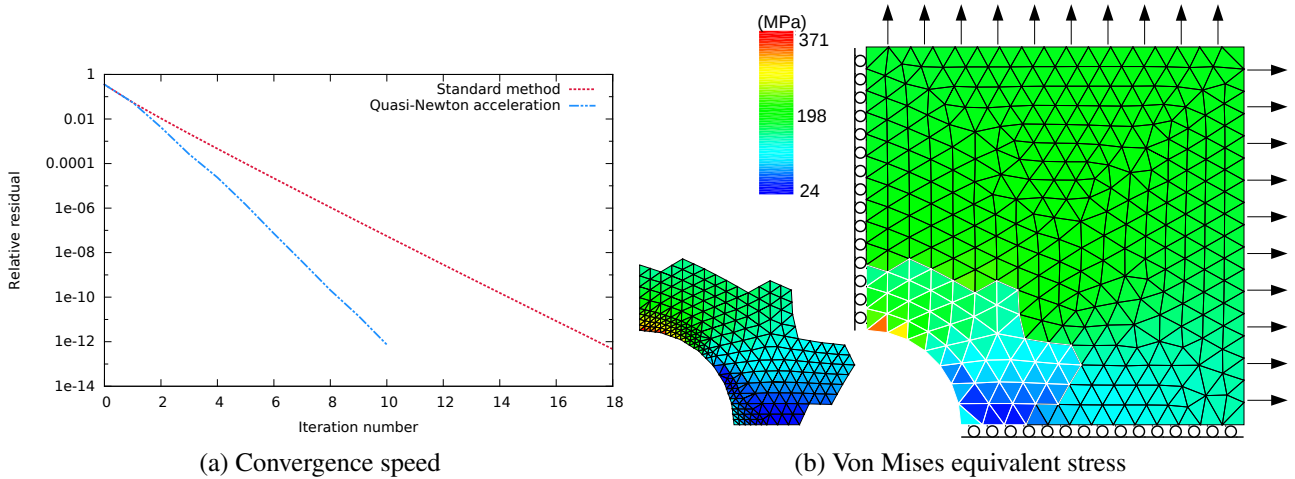 1
0.01
0.0001
1e-06
1e-08
1e-10
1e-12
1e-14
0 2 4 6 8 10 12 14 16 18
Relative residual
Iteration number
Standard method
Quasi-Newton acceleration
(a) Convergence speed
(MPa)
371
198
24
(b) Von Mises equivalent stress